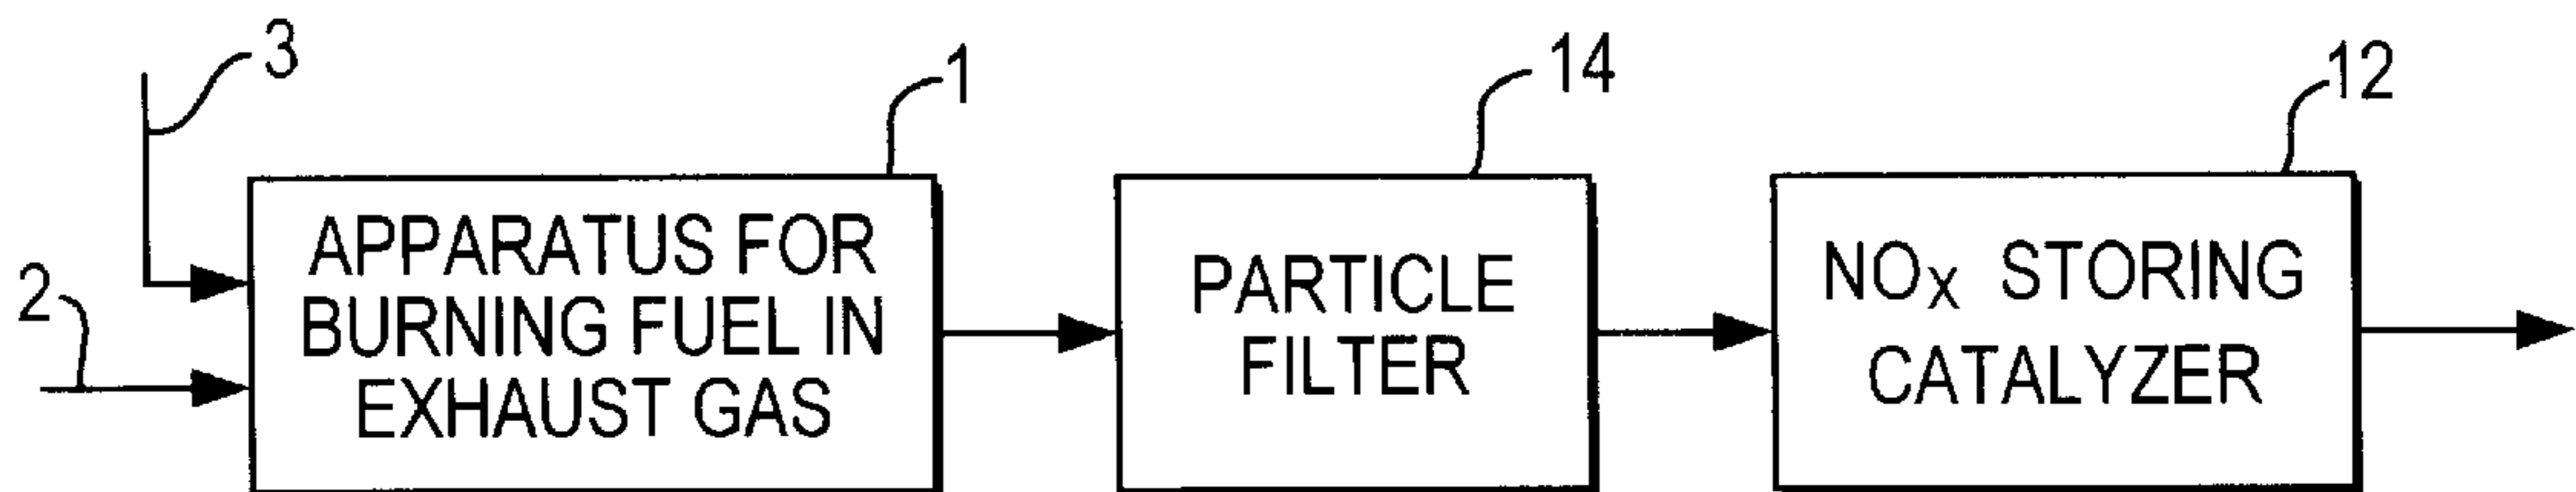 3
1
14
12
2
APPARATUS FOR
BURNING FUEL IN
EXHAUST GAS
PARTICLE
FILTER
NOX STORING
CATALYZER